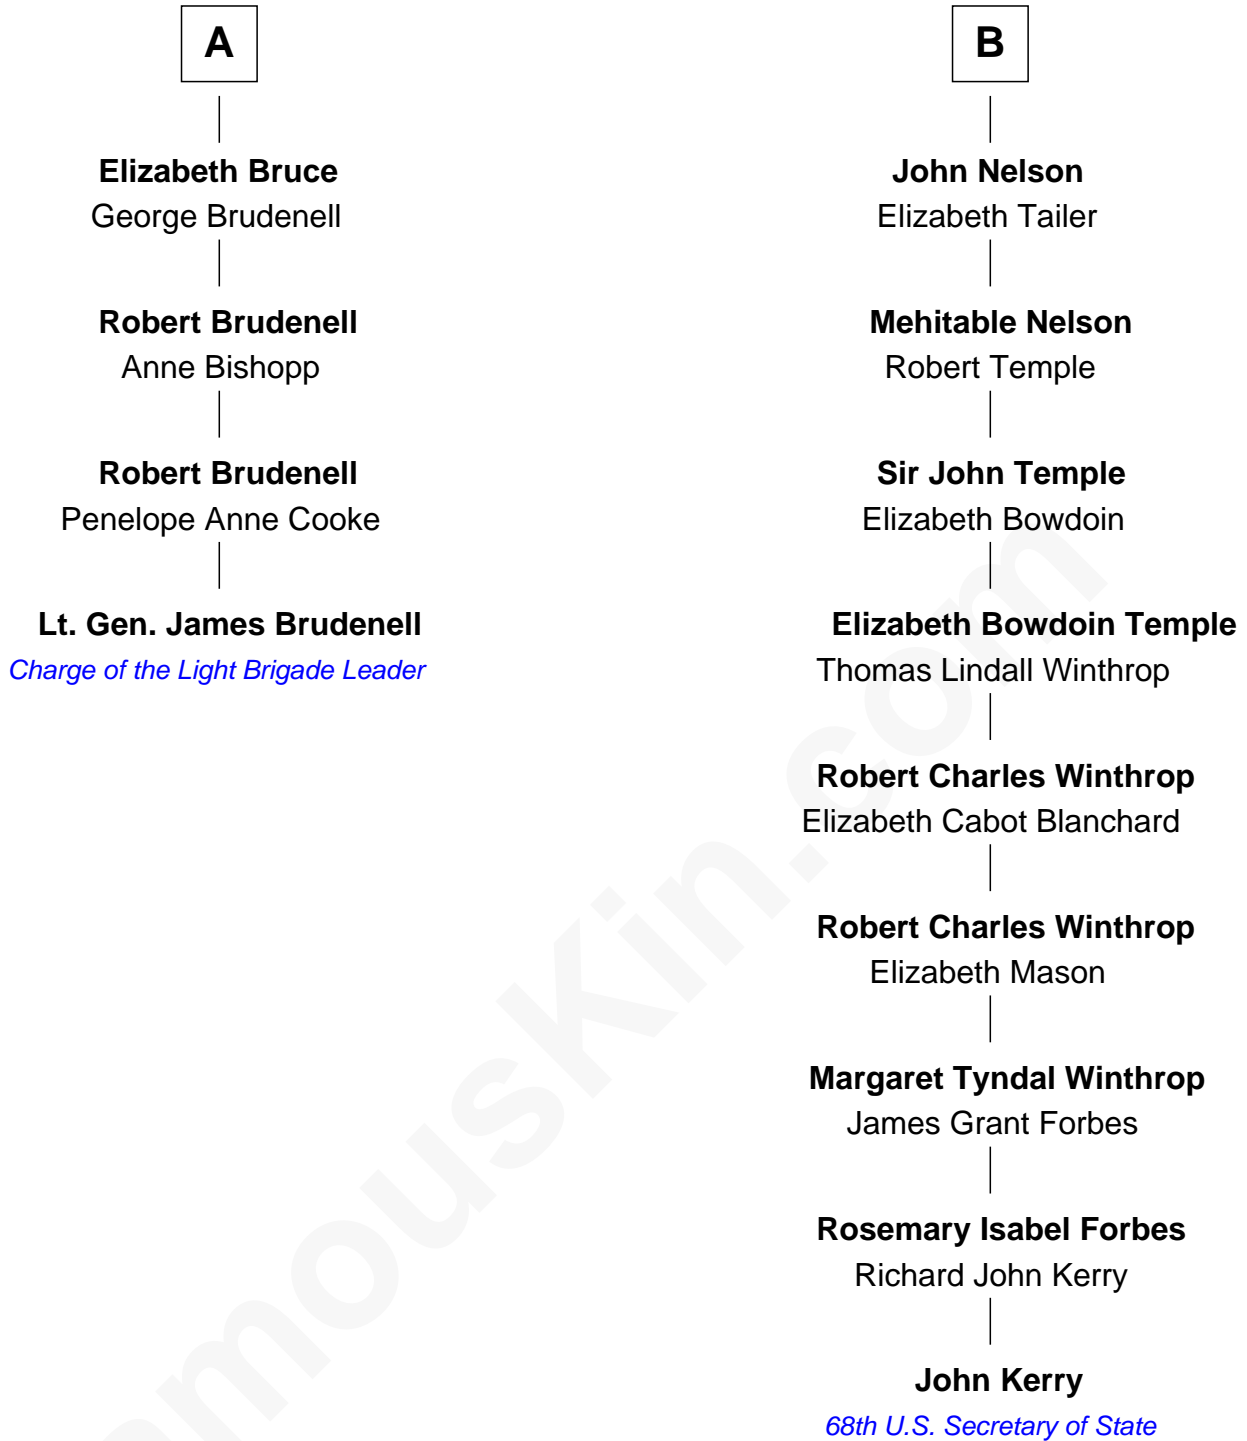 A
Elizabeth Bruce
George Brudenell
Robert Brudenell
Anne Bishopp
Robert Brudenell
Penelope Anne Cooke
Lt. Gen. James Brudenell
Charge of the Light Brigade Leader
B
John Nelson
Elizabeth Tailer
Mehitable Nelson
Robert Temple
Sir John Temple
Elizabeth Bowdoin
Elizabeth Bowdoin Temple
Thomas Lindall Winthrop
Robert Charles Winthrop
Elizabeth Cabot Blanchard
Robert Charles Winthrop
Elizabeth Mason
Margaret Tyndal Winthrop
James Grant Forbes
Rosemary Isabel Forbes
Richard John Kerry
John Kerry
68th U.S. Secretary of State
amousKin.com